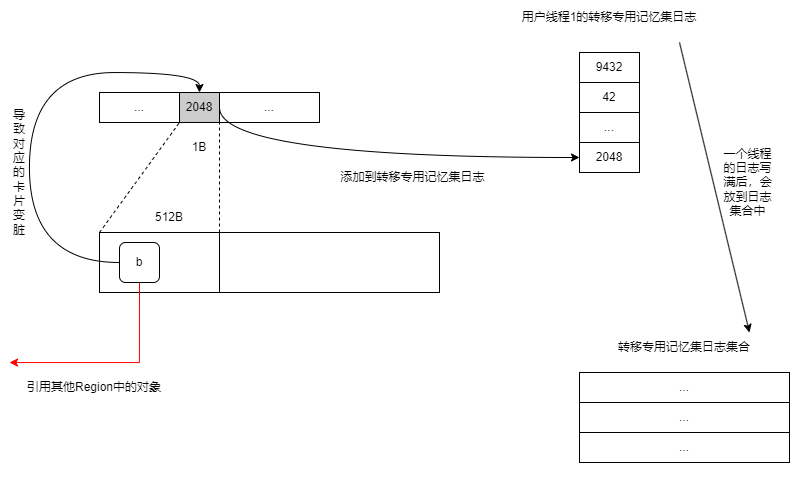 用户线程1的转移专用记忆集日志
9432
42
...
2048
...
2048
...
1B
添加到转移专用记忆集日志
导
致
对
应
的
卡
片
变
脏
512B
b
引用其他Region中的对象
一个线程
的日志写
满后，会
放到日志
集合中
转移专用记忆集日志集合
...
...
...